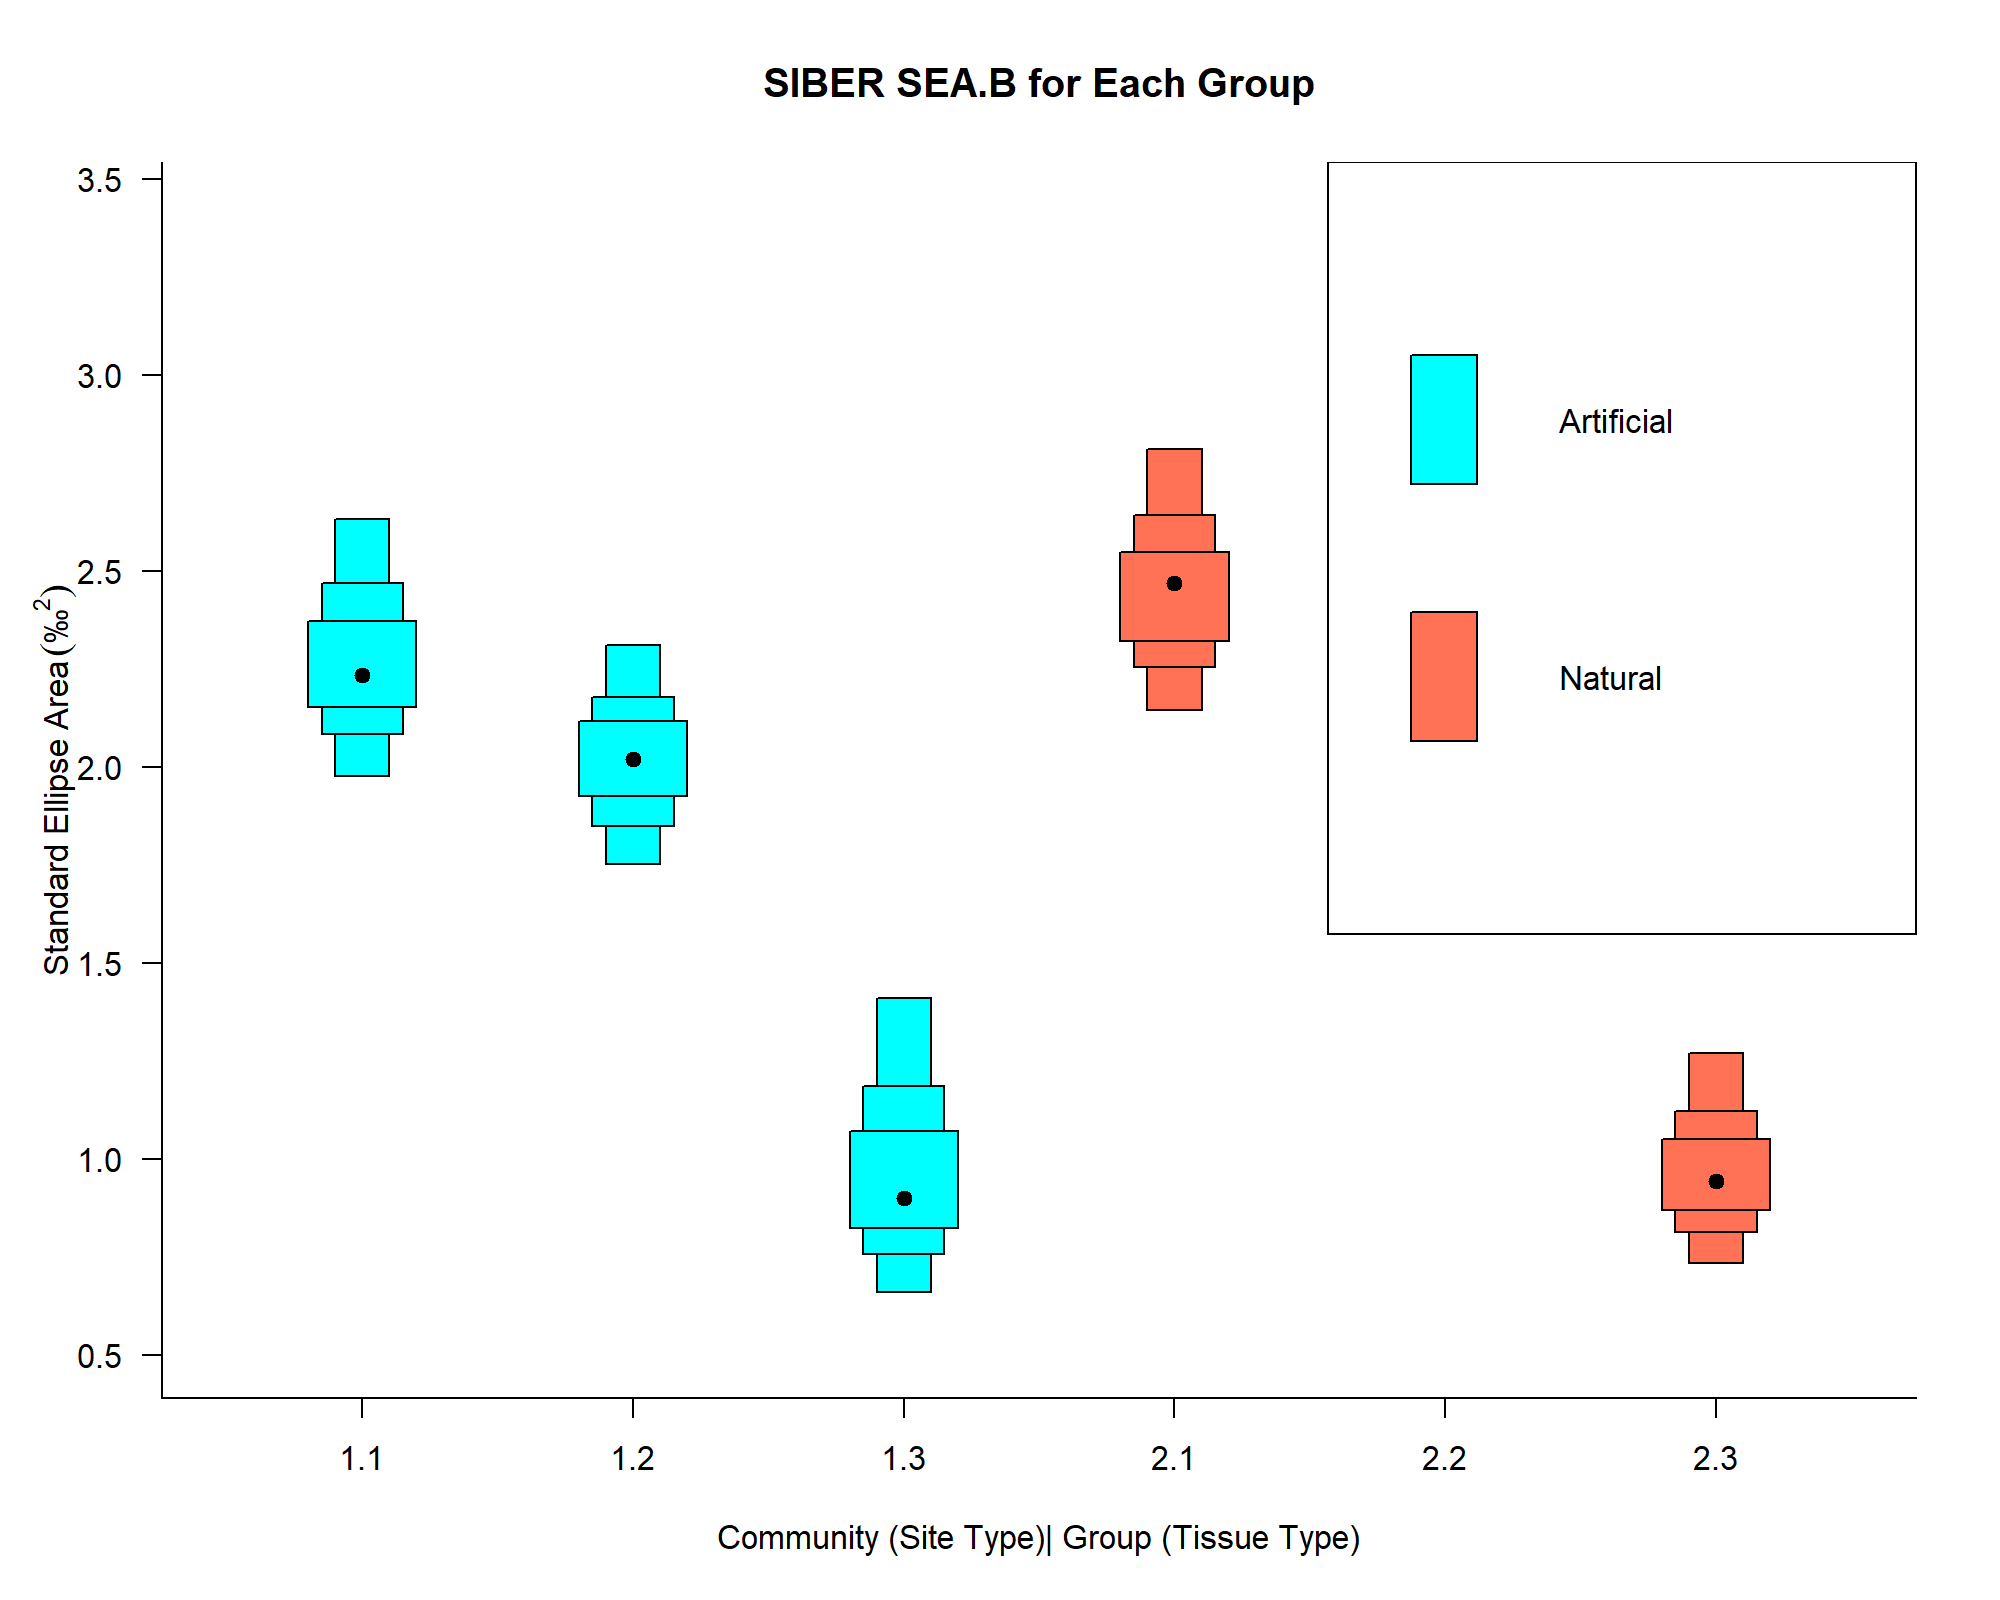 SIBER SEA.B for Each Group
Standard Ellipse Area (‰²)
3.5
3.0
2.5
2.0
1.5
1.0
0.5
Artificial
Natural
1.1
1.2
1.3
2.1
2.2
2.3
Community (Site Type)| Group (Tissue Type)